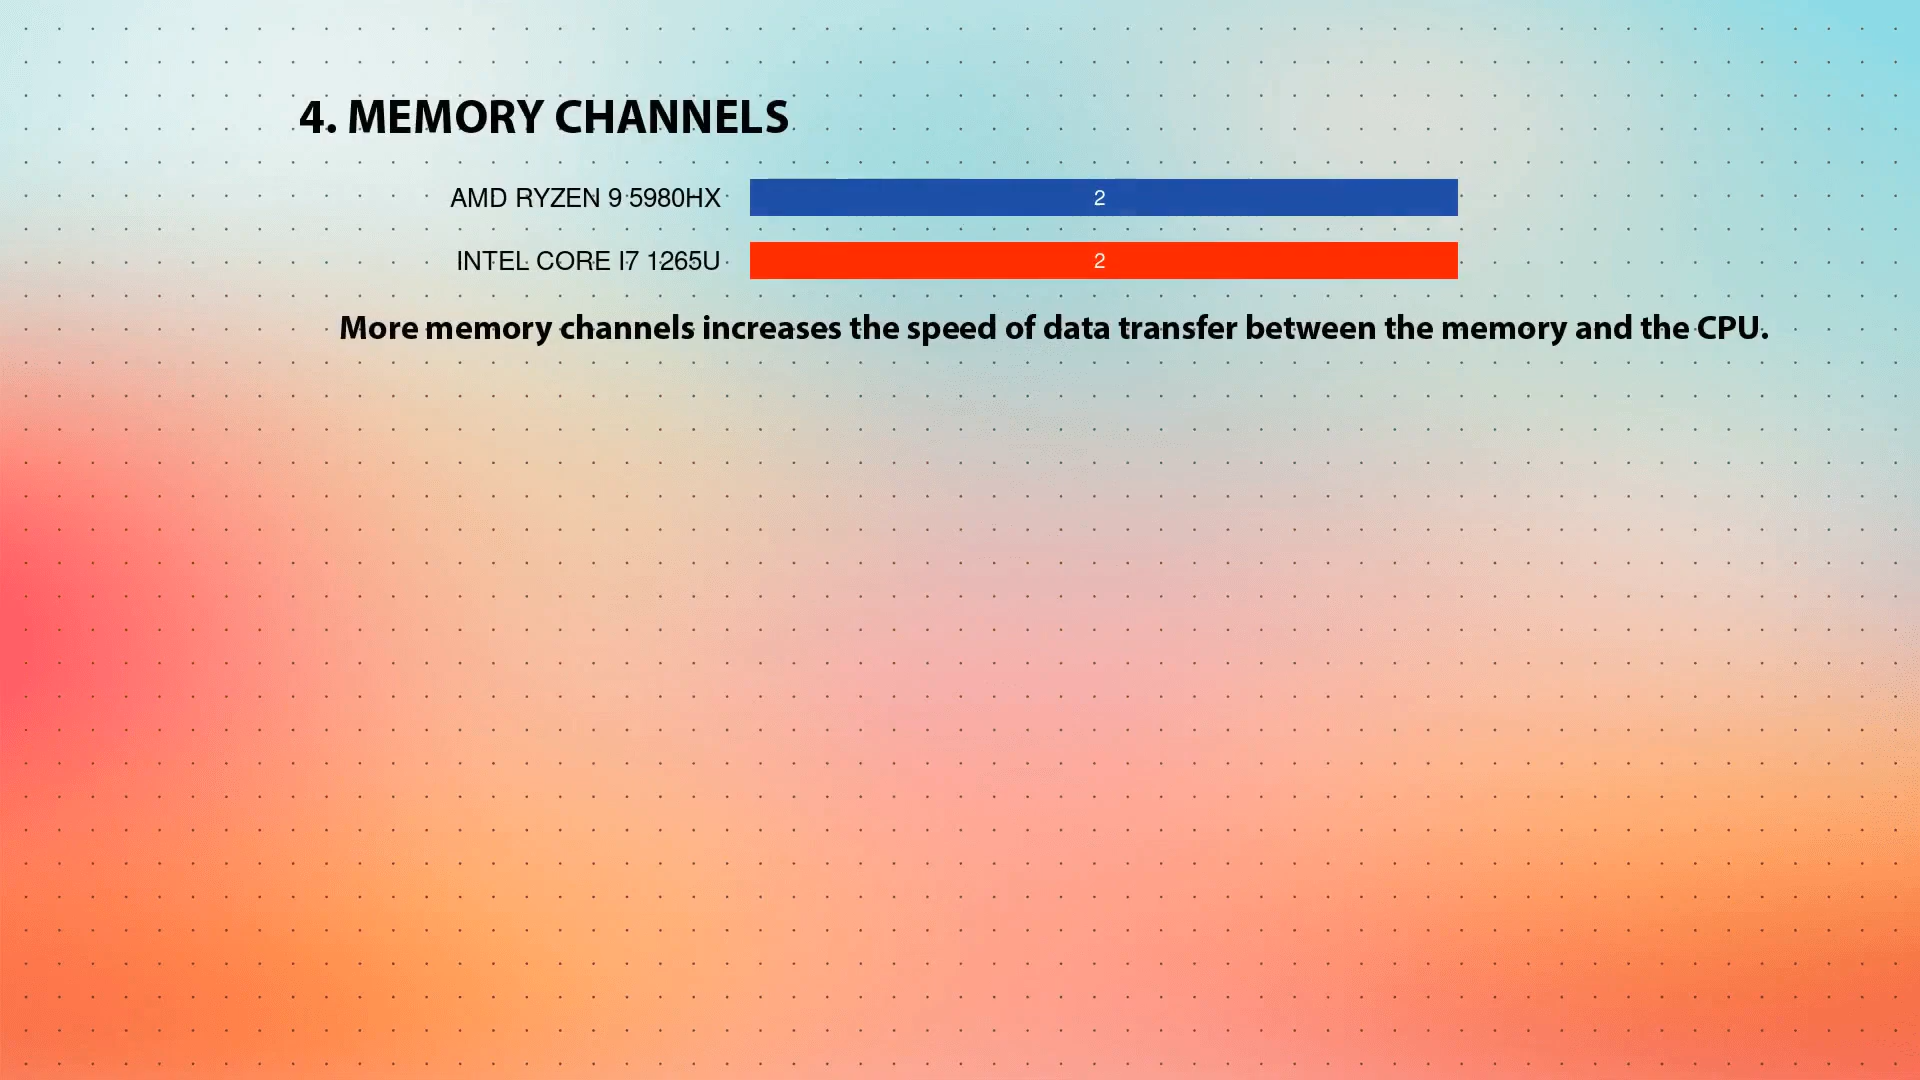 4. MEMORY CHANNELS
AMD RYZEN 9 5980HX 2
INTEL CORE I7 1265U 2
More memory channels increases the speed of data transfer between the memory and the CPU.